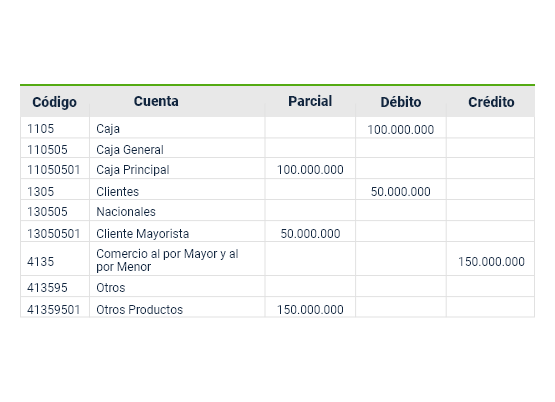 Código Cuenta Parcial Débito Crédito
1105 Caja 100.000.000
110505 Caja General
11050501 Caja Principal 100.000.000
1305 Clientes 50.000.000
130505 Nacionales
13050501 Cliente Mayorista 50.000.000
4135 Comercio al por Mayor y al
por Menor 150.000.000
413595 Otros
41359501 Otros Productos 150.000.000